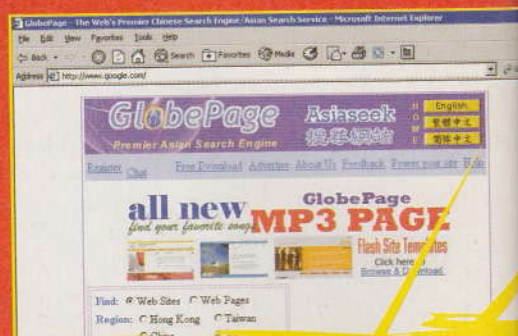 GlobePage - The Web's Premier Chinese Search Engine/Asian Search Service - Microsoft Internet Explorer
File Edit View Favorites Tools Help
Back Search Favorites Media
Address http://www.google.com/
GlobePage Asiaseek HOME English
搜尋網站 繁體中文
Premier Asian Search Engine 简体中文
Register Chat Free Download Advertise About Us Feedback Power your site Help
all new GlobePage
find your favorite song MP3 PAGE
Flash Site Templates
Click here to
Browse & Download
Find: Web Sites Web Pages
Region: Hong Kong Taiwan
China